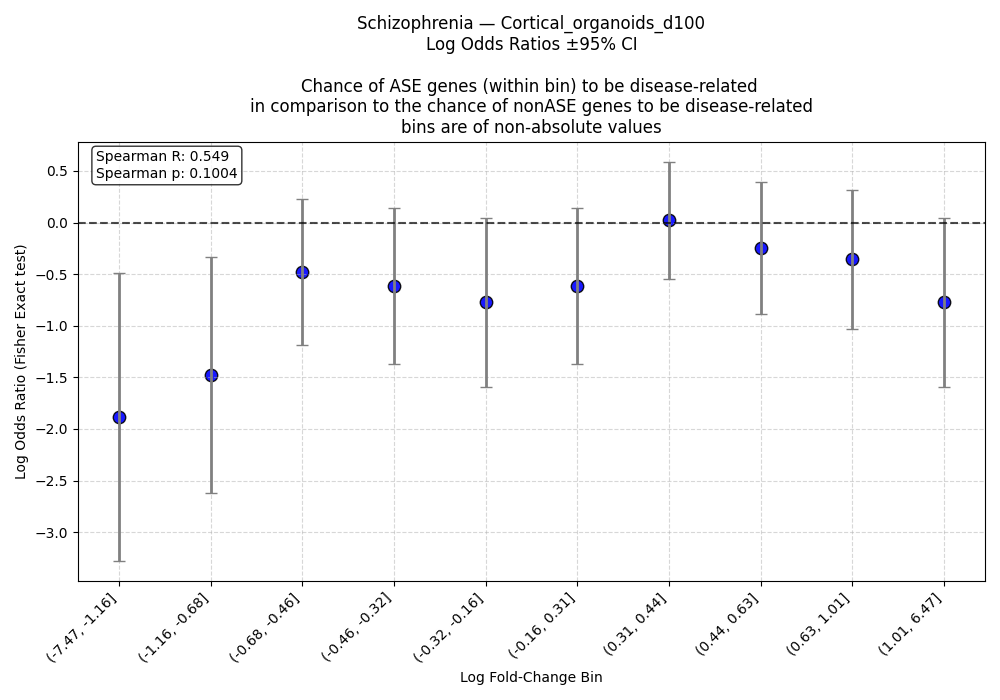 Schizophrenia — Cortical_organoids_d100
Log Odds Ratios ±95% CI
Chance of ASE genes (within bin) to be disease-related
in comparison to the chance of nonASE genes to be disease-related
bins are of non-absolute values
Spearman R: 0.549
Spearman p: 0.1004
Log Odds Ratio (Fisher Exact test)
0.5
0.0
−0.5
−1.0
−1.5
−2.0
−2.5
−3.0
(-7.47, -1.16]
(-1.16, -0.68]
(-0.68, -0.46]
(-0.46, -0.32]
(-0.32, -0.16]
(-0.16, 0.31]
(0.31, 0.44]
(0.44, 0.63]
(0.63, 1.01]
(1.01, 6.47]
Log Fold-Change Bin